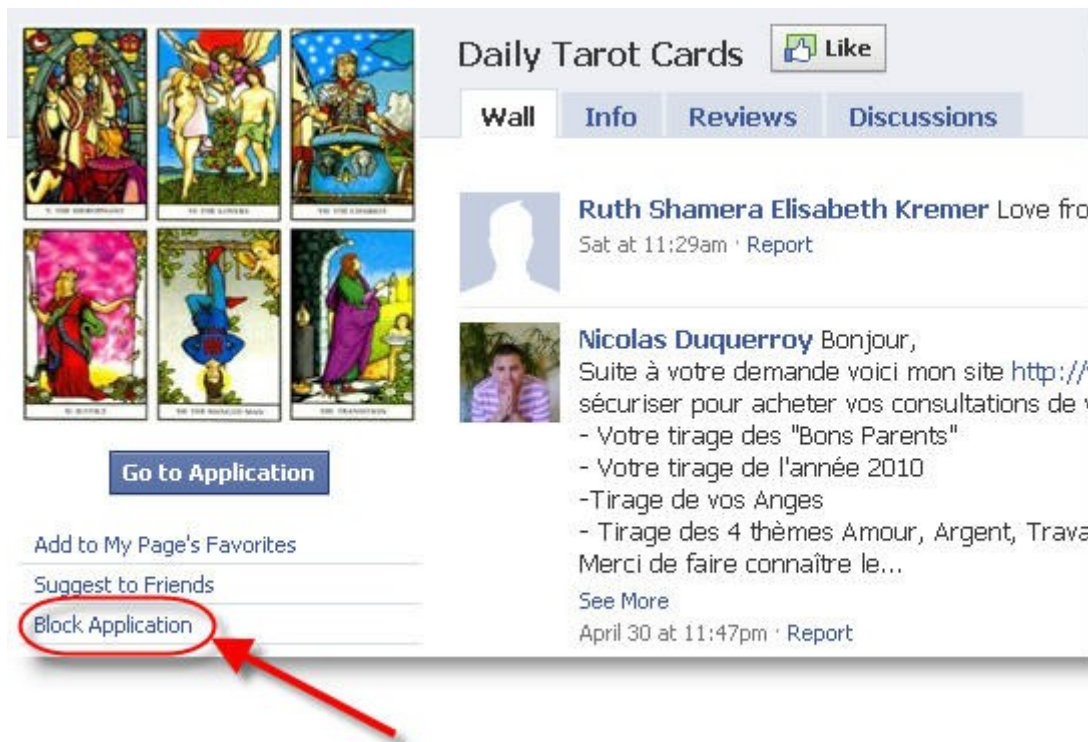 Daily Tarot Cards
Like
Wall Info Reviews Discussions
Ruth Shamera Elisabeth Kremer Love fro
Sat at 11:29am · Report
Nicolas Duquerroy Bonjour,
Suite à votre demande voici mon site http://
sécuriser pour acheter vos consultations de v
- Votre tirage des "Bons Parents"
- Votre tirage de l'année 2010
-Tirage de vos Anges
- Tirage des 4 thèmes Amour, Argent, Trava
Merci de faire connaître le...
See More
April 30 at 11:47pm · Report
Go to Application
Add to My Page's Favorites
Suggest to Friends
Block Application